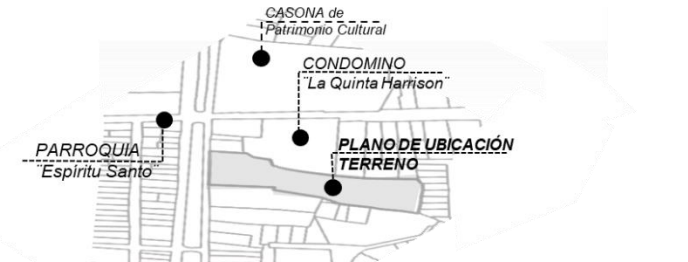 CASONA de
Patrimonio Cultural
CONDOMINO
¨La Quinta Harrison¨
PARROQUIA
¨Espíritu Santo¨
PLANO DE UBICACIÓN
TERRENO